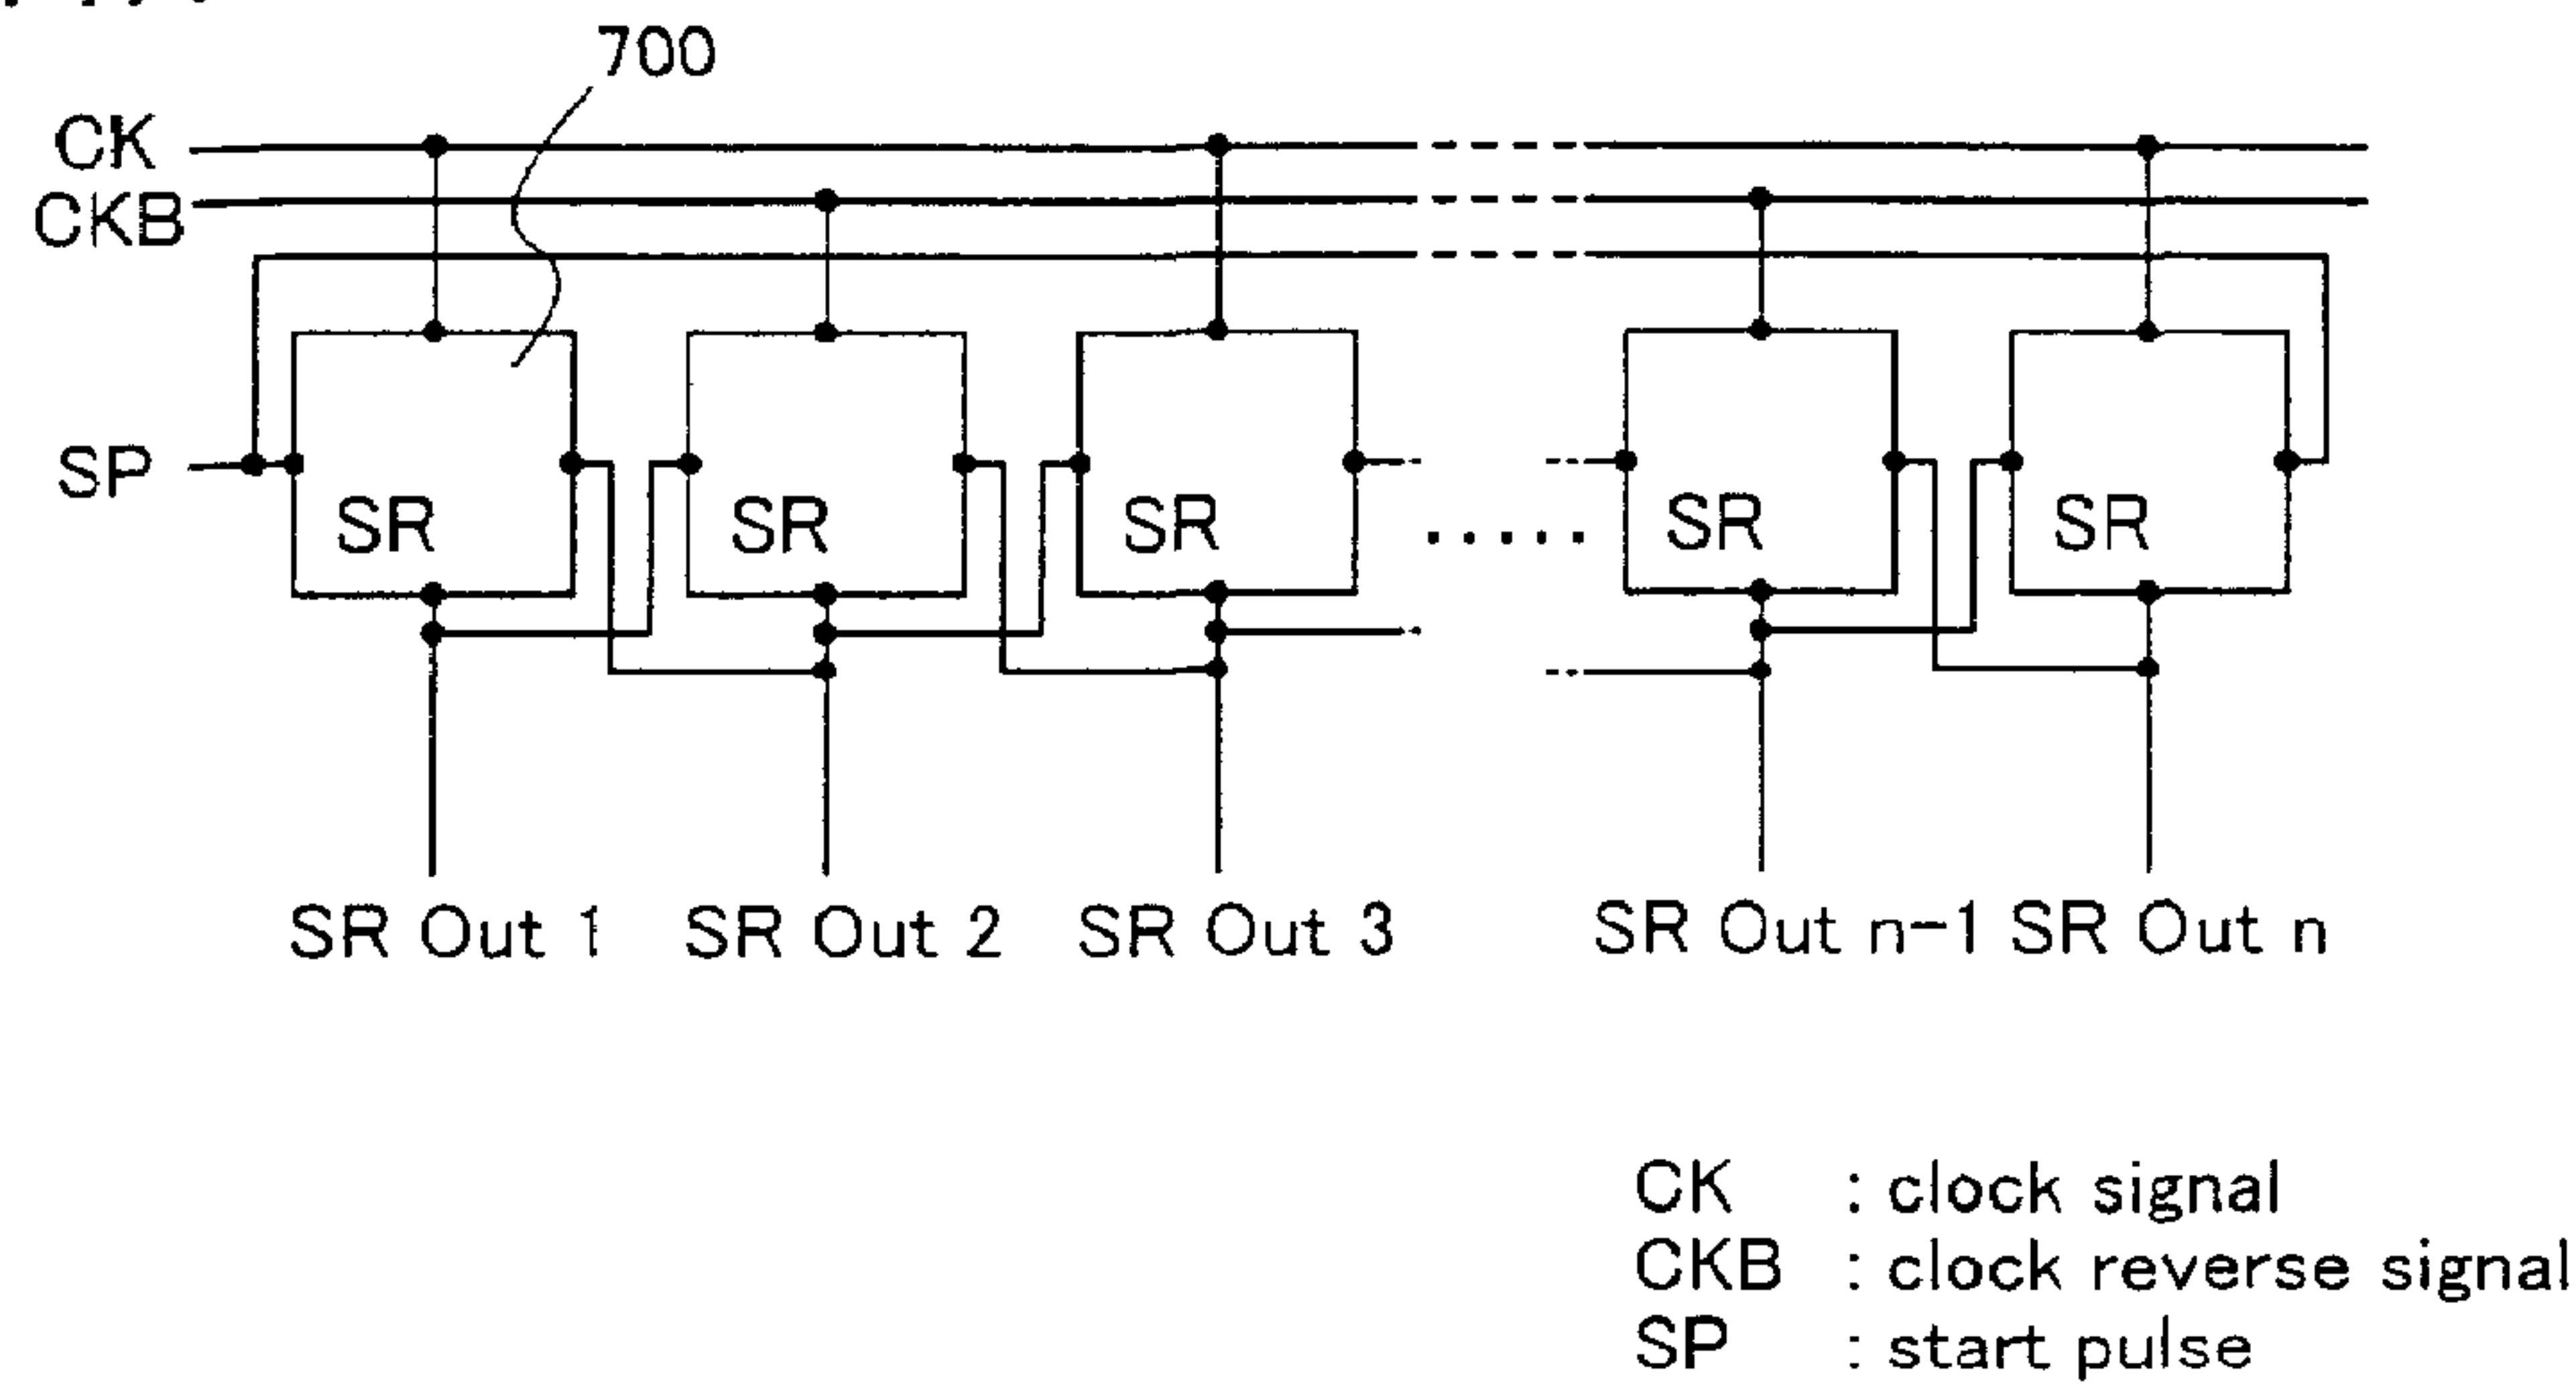 700
CK
CKB
SP
SR SR SR ..... SR SR
SR Out 1 SR Out 2 SR Out 3 SR Out n-1 SR Out n
CK : clock signal
CKB : clock reverse signal
SP : start pulse